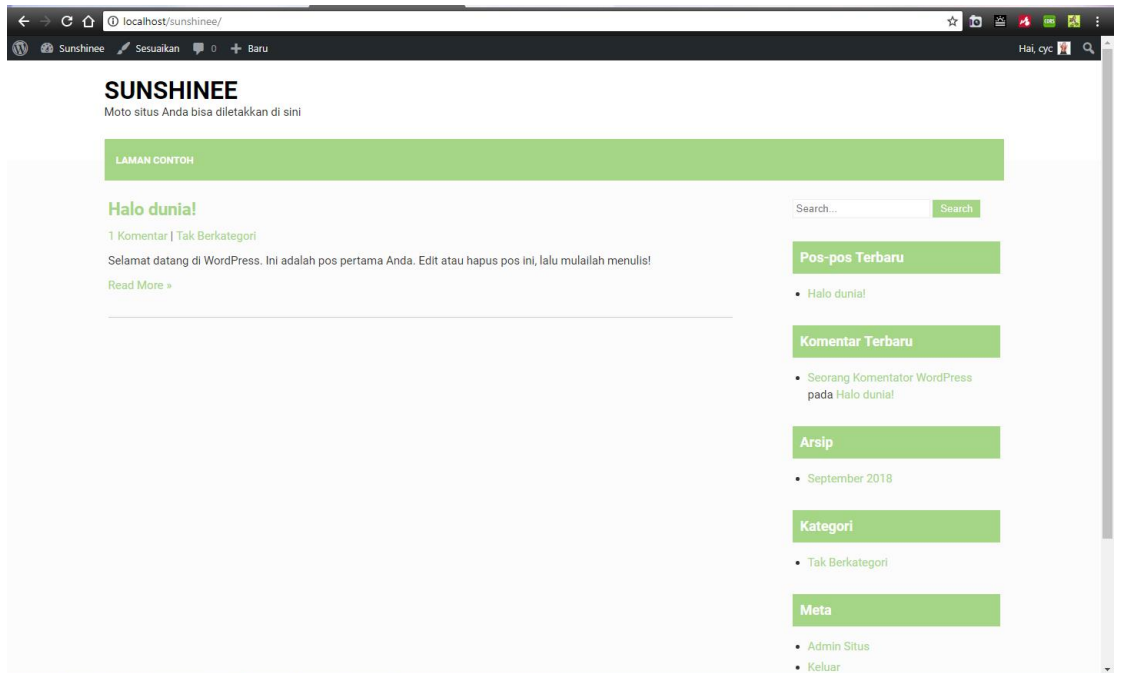 localhost/sunshinee/
Sunshinee Sesuaikan 0 Baru Hai, cyc
SUNSHINEE
Moto situs Anda bisa diletakkan di sini
LAMAN CONTOH
Halo dunia!
1 Komentar | Tak Berkategori
Selamat datang di WordPress. Ini adalah pos pertama Anda. Edit atau hapus pos ini, lalu mulailah menulis!
Read More »
Search... Search
Pos-pos Terbaru
Halo dunia!
Komentar Terbaru
Seorang Komentator WordPress
pada Halo dunia!
Arsip
September 2018
Kategori
Tak Berkategori
Meta
Admin Situs
Keluar